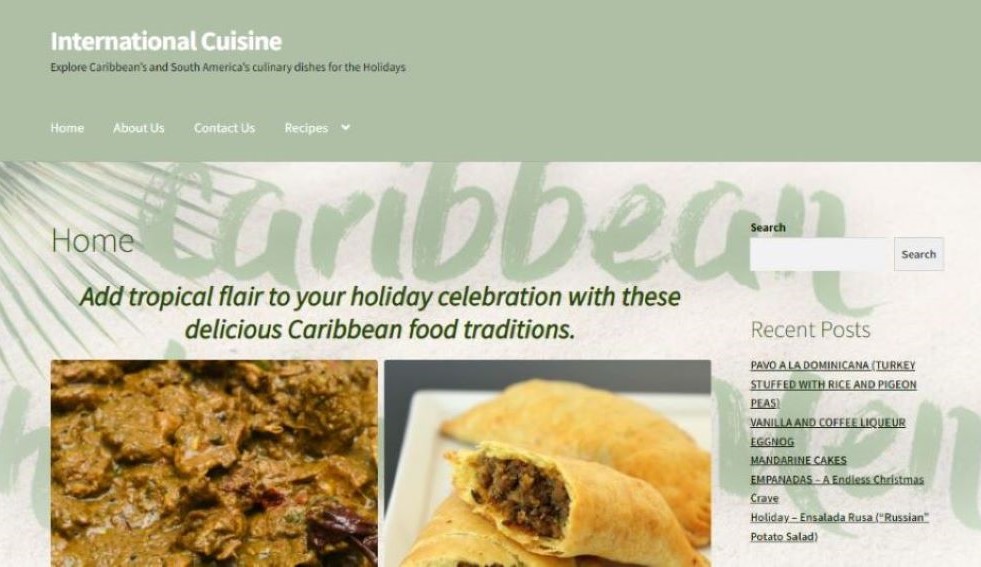 International Cuisine
Explore Caribbean's and South America's culinary dishes for the Holidays
Home About Us Contact Us Recipes
Caribbean
Home
Add tropical flair to your holiday celebration with these
delicious Caribbean food traditions.
Search
Search
Recent Posts
PAVO A LA DOMINICANA (TURKEY
STUFFED WITH RICE AND PIGEON
PEAS)
VANILLA AND COFFEE LIQUEUR
EGGNOG
MANDARINE CAKES
EMPANADAS – A Endless Christmas
Crave
Holiday – Ensalada Rusa (“Russian”
Potato Salad)